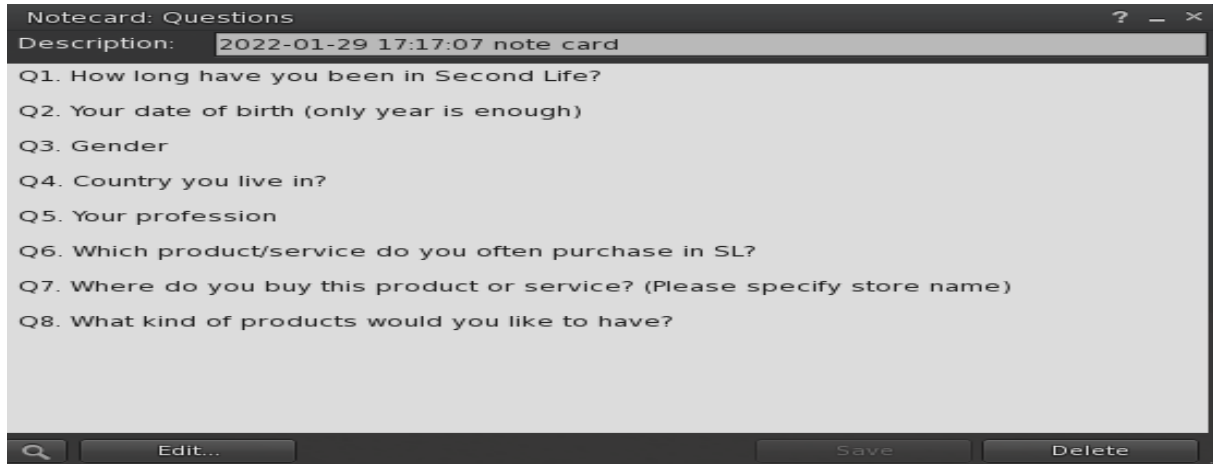 Notecard: Questions ? _ ×
Description: 2022-01-29 17:17:07 note card
Q1. How long have you been in Second Life?
Q2. Your date of birth (only year is enough)
Q3. Gender
Q4. Country you live in?
Q5. Your profession
Q6. Which product/service do you often purchase in SL?
Q7. Where do you buy this product or service? (Please specify store name)
Q8. What kind of products would you like to have?
Edit... Save Delete